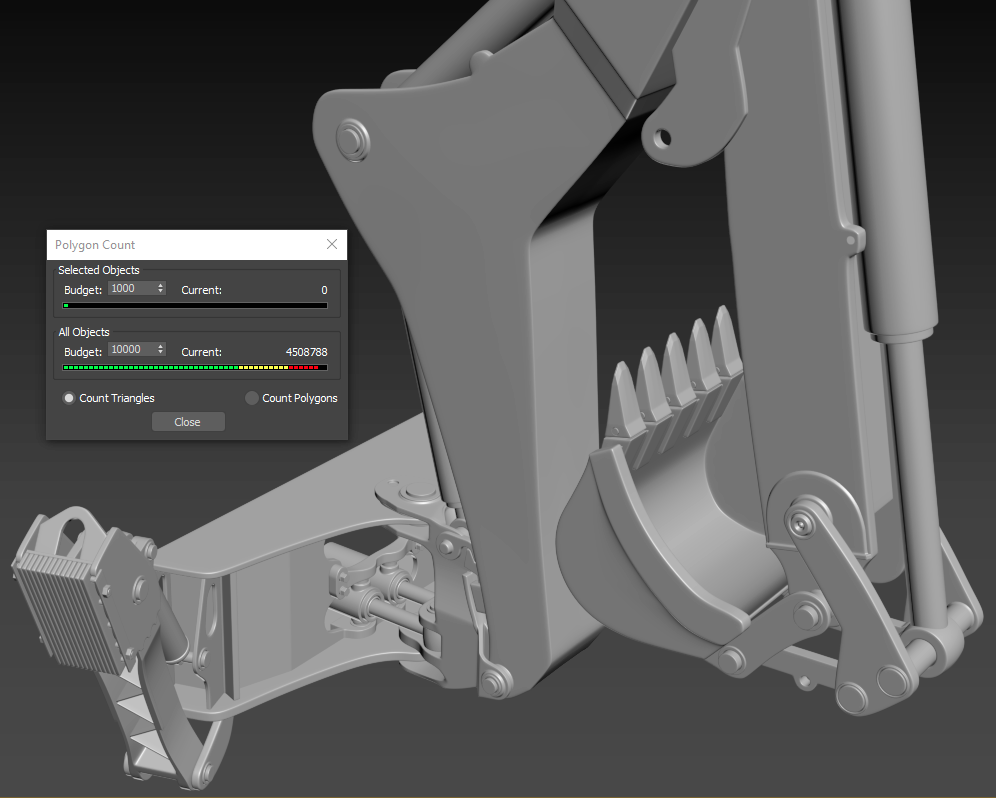 Polygon Count
Selected Objects
Budget: 1000 Current: 0
All Objects
Budget: 10000 Current: 4508788
Count Triangles Count Polygons
Close